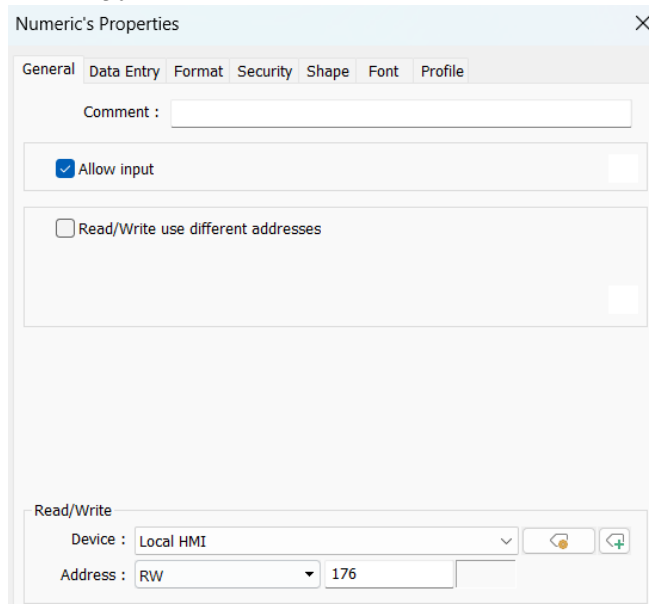 Numeric's Properties
General Data Entry Format Security Shape Font Profile
Comment :
Allow input
Read/Write use different addresses
Read/Write
Device : Local HMI
Address : RW 176